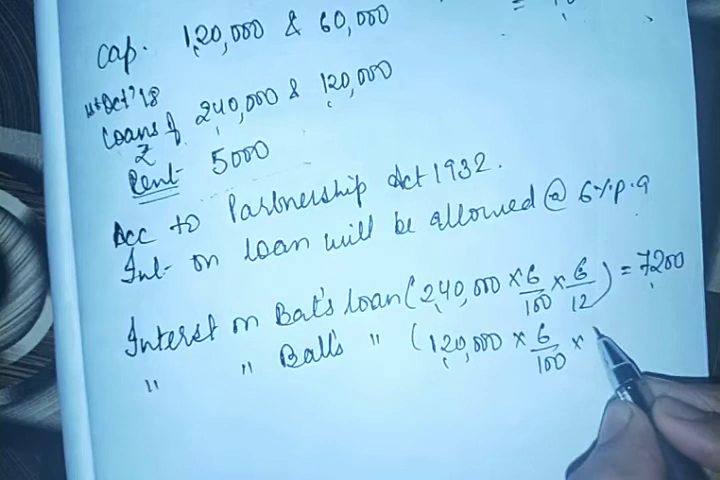 cap. 1,20,000 & 60,000
1st Oct' 18
Loans of 240,000 & 120,000
Rent 5000
Acc to Partnership Act 1932.
Int- on loan will be allowed @ 6%.p.a
Interest on Bat's loan (240,000 × 6/100 × 6/12) = 7200
" " Ball's " (120,000 × 6/100 ×